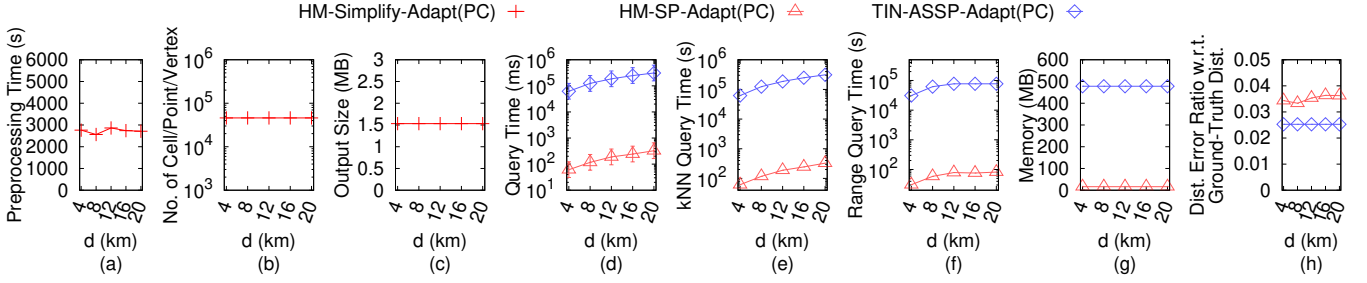 HM-Simplify-Adapt(PC) HM-SP-Adapt(PC) TIN-ASSP-Adapt(PC)
Preprocessing Time (s)
6000
5000
4000
3000
2000
1000
0
4 8 12 16 20
d (km)
(a)
No. of Cell/Point/Vertex
10^6
10^5
10^4
10^3
4 8 12 16 20
d (km)
(b)
Output Size (MB)
3
2.5
2
1.5
1
0.5
0
4 8 12 16 20
d (km)
(c)
Query Time (ms)
10^6
10^5
10^4
10^3
10^2
10^1
4 8 12 16 20
d (km)
(d)
kNN Query Time (s)
10^6
10^5
10^4
10^3
10^2
4 8 12 16 20
d (km)
(e)
Range Query Time (s)
10^5
10^4
10^3
10^2
4 8 12 16 20
d (km)
(f)
Memory (MB)
600
500
400
300
200
100
0
4 8 12 16 20
d (km)
(g)
Dist. Error Ratio w.r.t.
Ground-Truth Dist.
0.05
0.04
0.03
0.02
0.01
0
4 8 12 16 20
d (km)
(h)